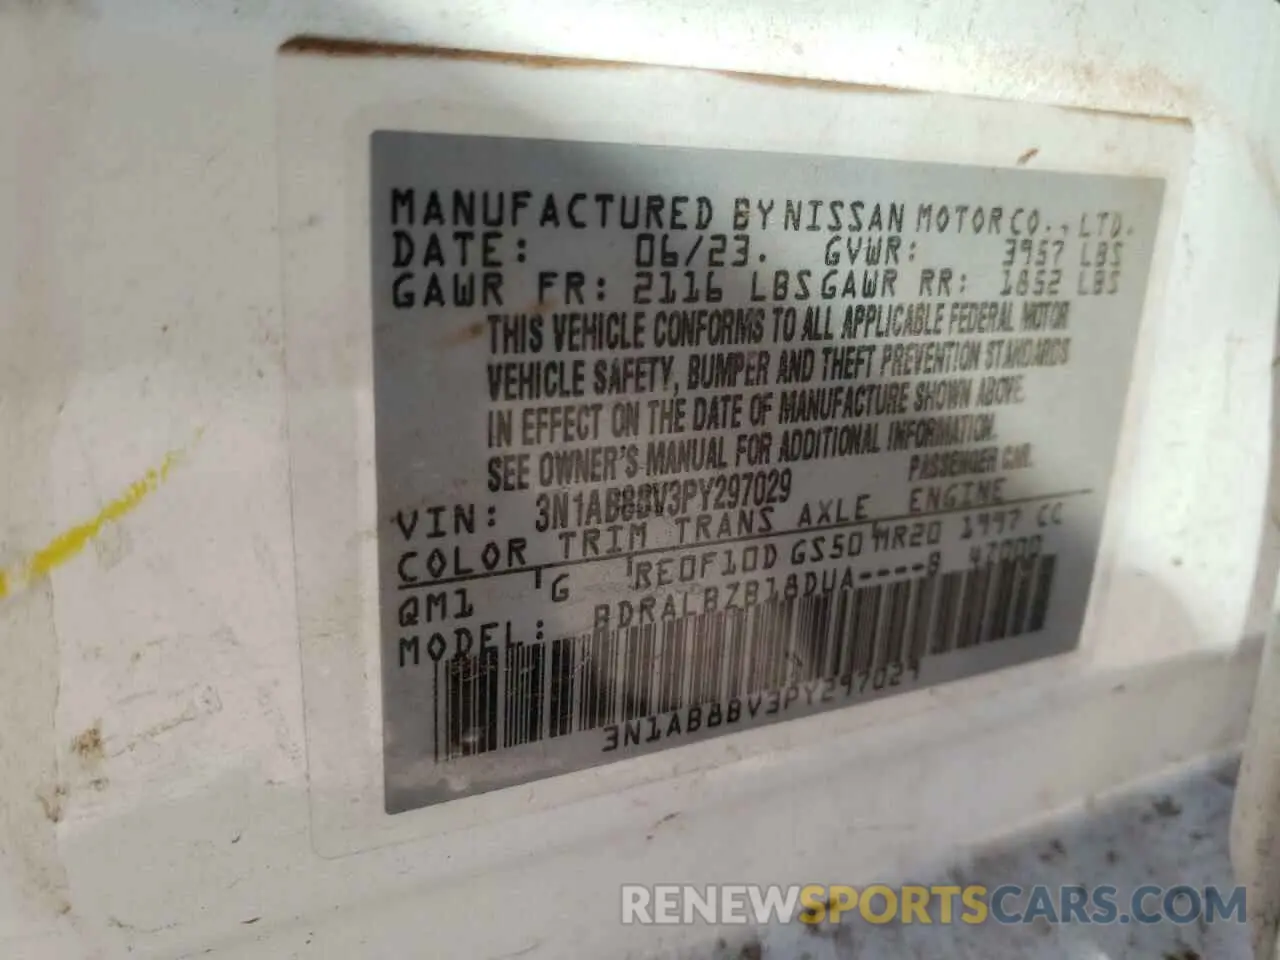 MANUFACTURED BY NISSAN MOTOR CO., LTD.
DATE: 06/23. GVWR: 3957 LBS
GAWR FR: 2116 LBS GAWR RR: 1852 LBS
THIS VEHICLE CONFORMS TO ALL APPLICABLE FEDERAL MOTOR
VEHICLE SAFETY, BUMPER AND THEFT PREVENTION STANDARDS
IN EFFECT ON THE DATE OF MANUFACTURE SHOWN ABOVE.
SEE OWNER'S MANUAL FOR ADDITIONAL INFORMATION.
VIN: 3N1AB8BV3PY297029 PASSENGER CAR.
COLOR TRIM TRANS AXLE ENGINE
QM1 G RE0F10D GS50 MR20 1997 CC
MODEL: BDRALBZB18DUA----B
3N1AB8BV3PY297029
RENEWSPORTSCARS.COM